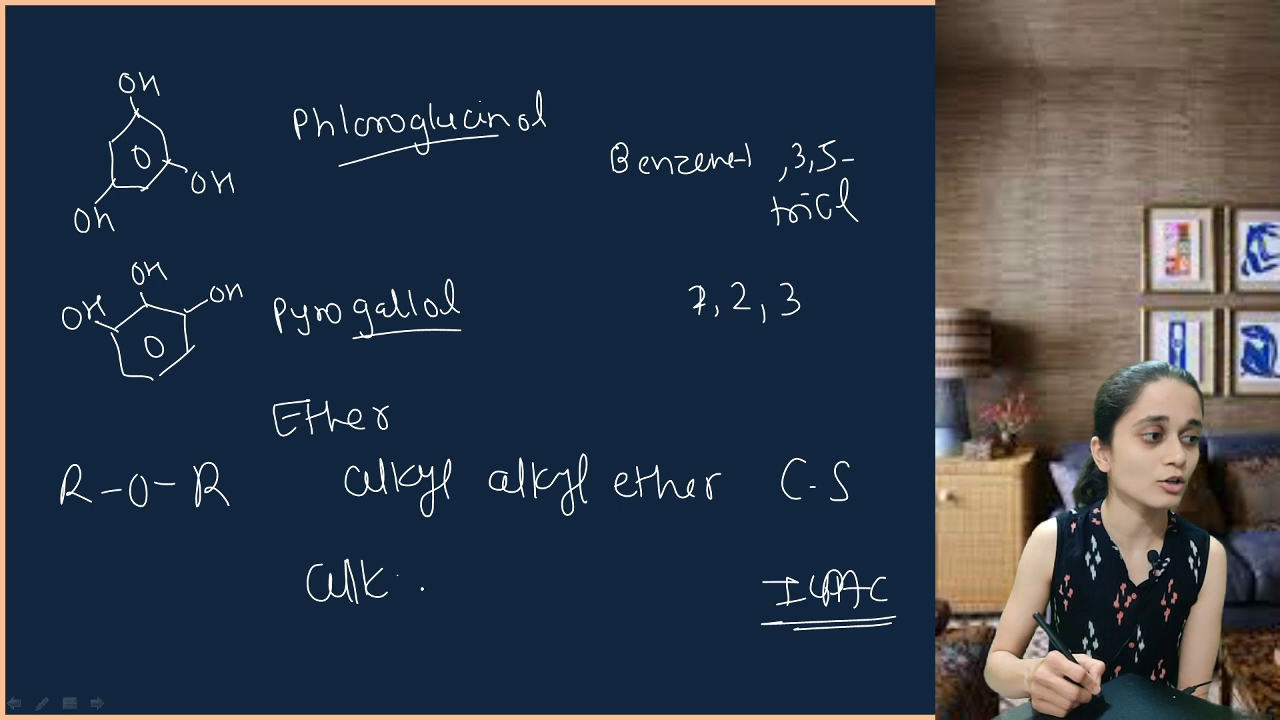 OH
Phloroglucinol
Benzene-1,3,5-
triol
OH
OH
OH
OH
OH
Pyrogallol
1, 2, 3
Ether
R-O-R
alkyl alkyl ether C.S
alk
IUPAC